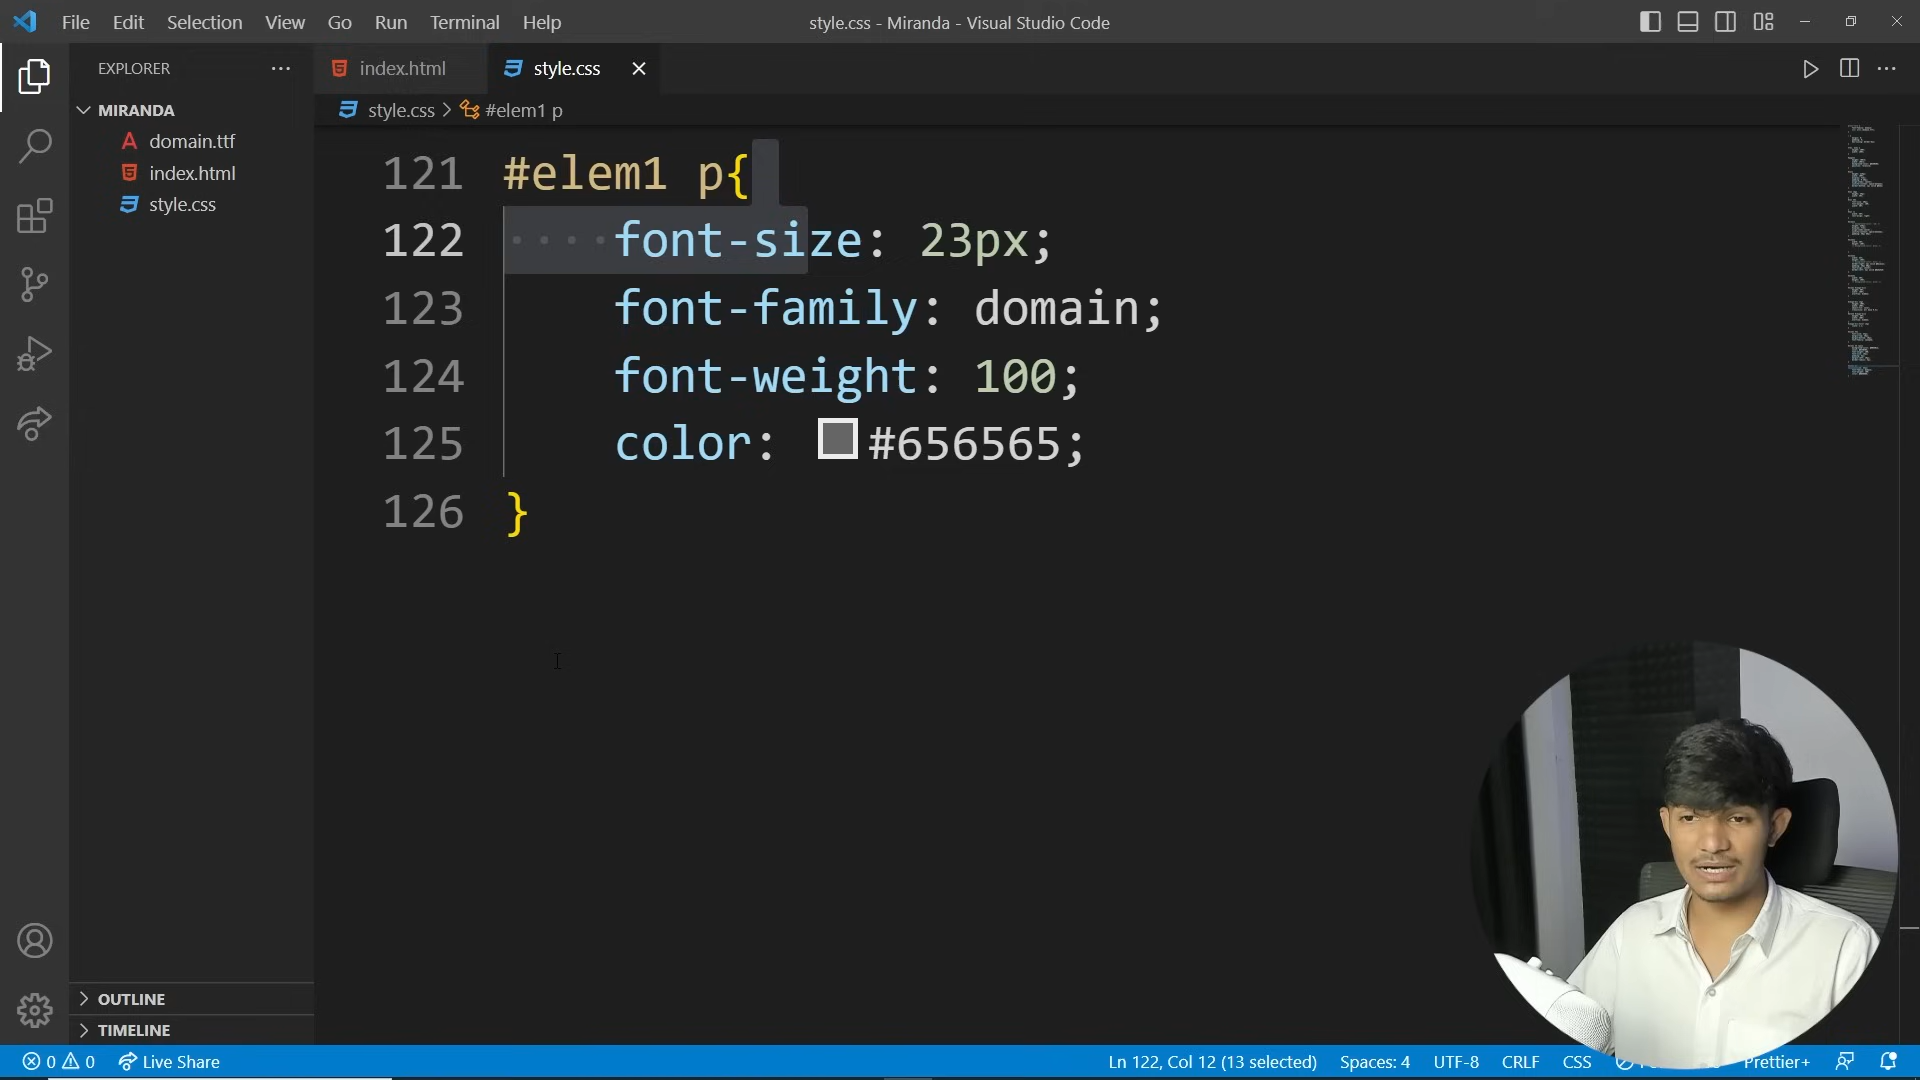 File Edit Selection View Go Run Terminal Help
style.css - Miranda - Visual Studio Code
EXPLORER
MIRANDA
domain.ttf
index.html
style.css
index.html
style.css
style.css > #elem1 p
121 #elem1 p{
122 font-size: 23px;
123 font-family: domain;
124 font-weight: 100;
125 color: #656565;
126 }
OUTLINE
TIMELINE
0 0 Live Share
Ln 122, Col 12 (13 selected) Spaces: 4 UTF-8 CRLF CSS Prettier+